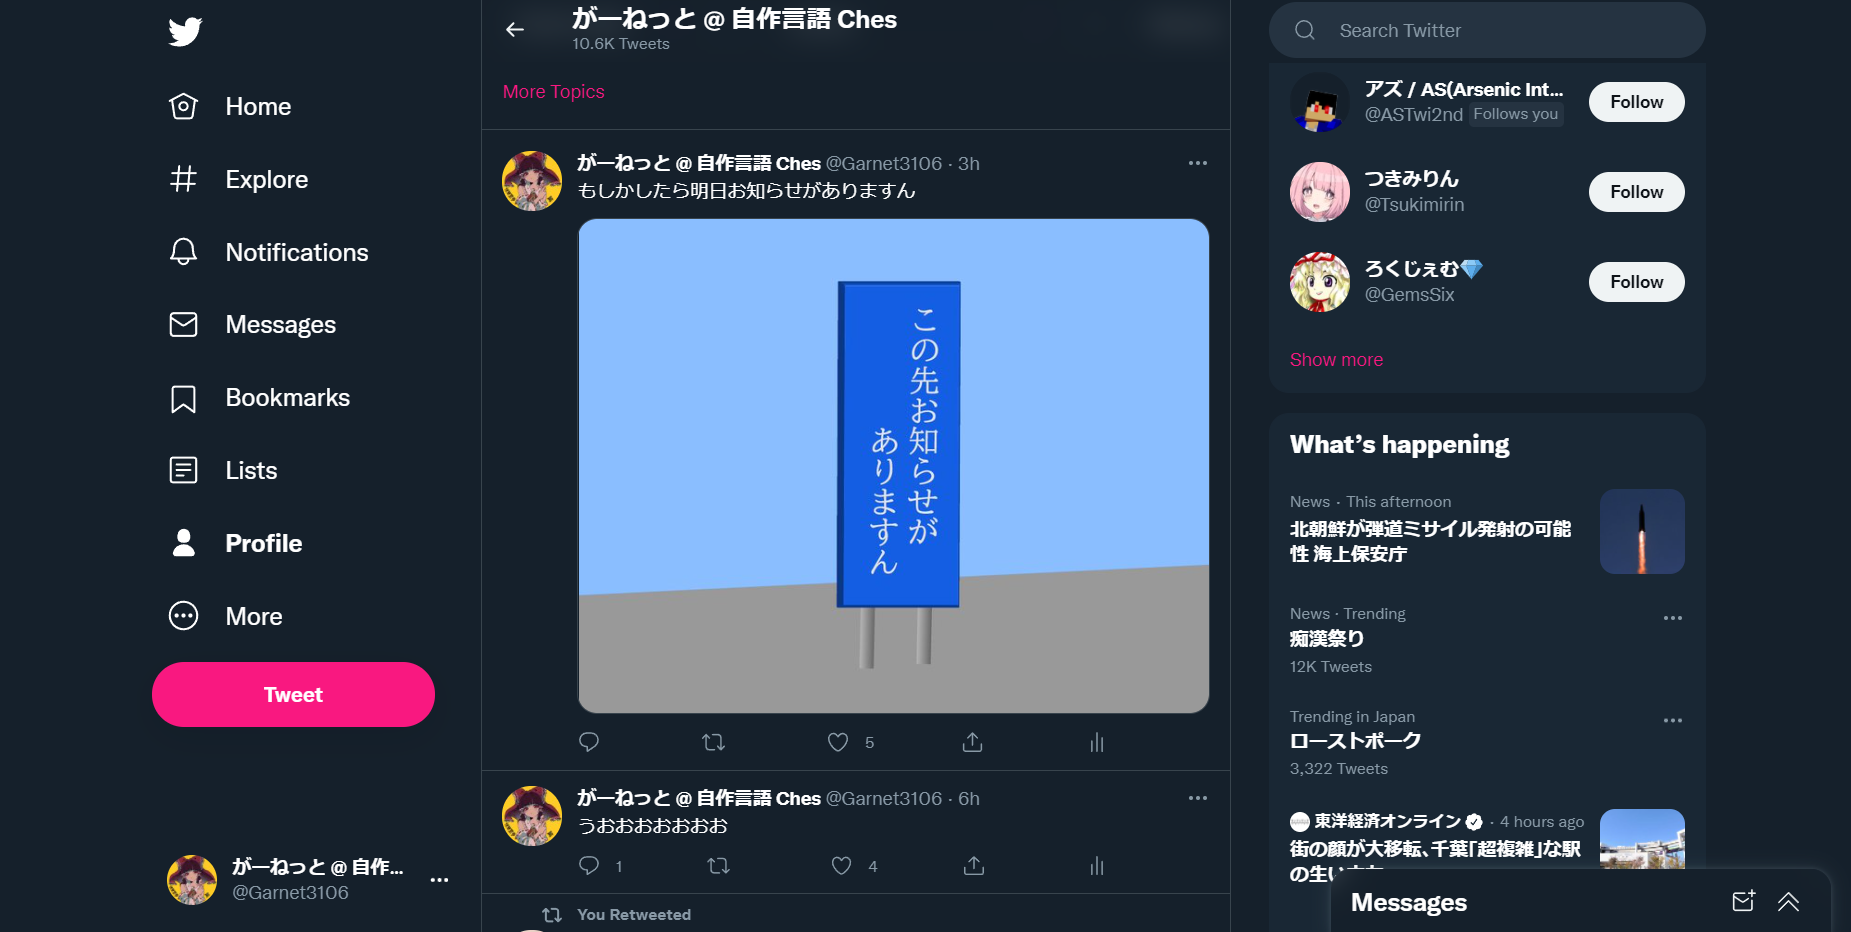 Home
Explore
Notifications
Messages
Bookmarks
Lists
Profile
More
Tweet
がーねっと @ 自作...
@Garnet3106
がーねっと @ 自作言語 Ches
10.6K Tweets
More Topics
がーねっと @ 自作言語 Ches @Garnet3106 · 3h
もしかしたら明日お知らせがありますん
この先お知らせが
ありますん
5
がーねっと @ 自作言語 Ches @Garnet3106 · 6h
うおおおおおおお
1
4
You Retweeted
Search Twitter
アズ / AS(Arsenic Int...
@ASTwi2nd Follows you
Follow
つきみりん
@Tsukimirin
Follow
ろくじぇむ💎
@GemsSix
Follow
Show more
What's happening
News · This afternoon
北朝鮮が弾道ミサイル発射の可能
性 海上保安庁
News · Trending
痴漢祭り
12K Tweets
Trending in Japan
ローストポーク
3,322 Tweets
東洋経済オンライン · 4 hours ago
街の顔が大移転､千葉｢超複雑｣な駅
の生い
Messages